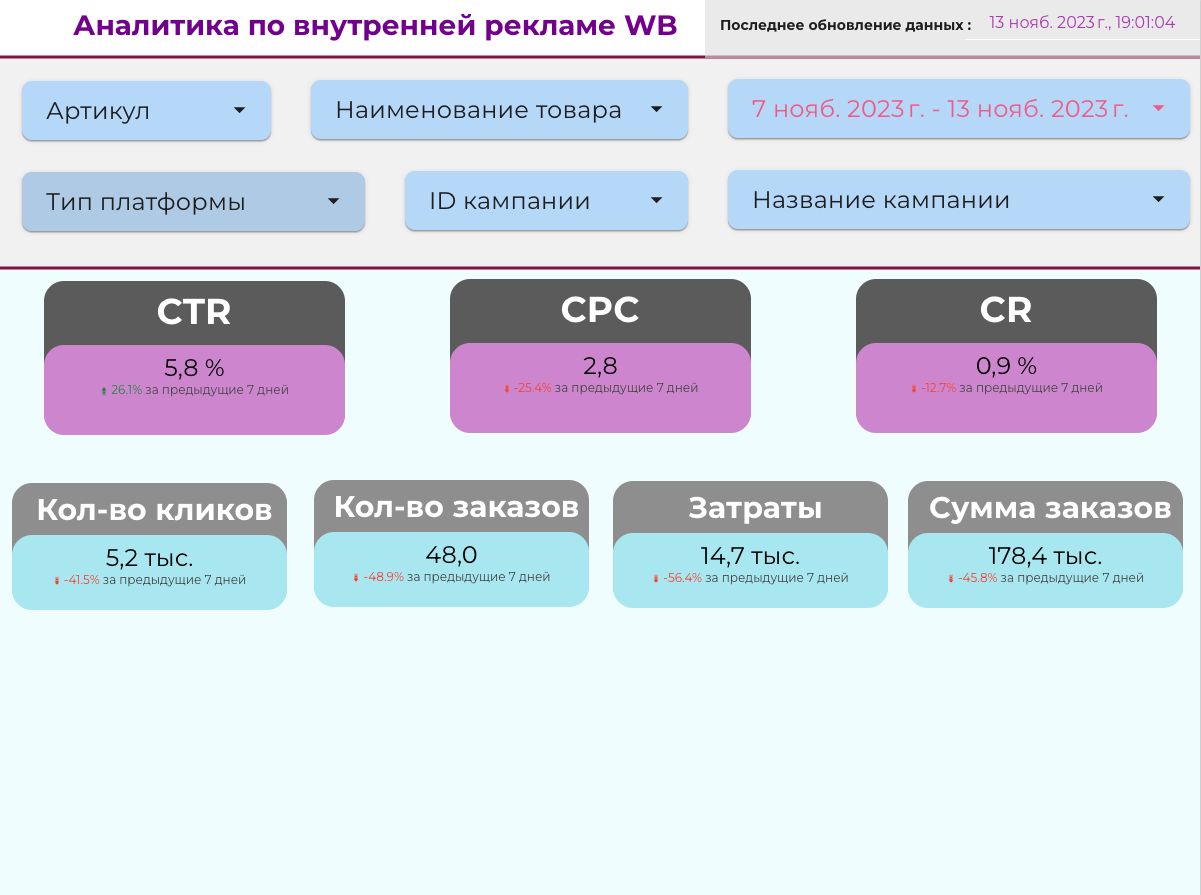 Аналитика по внутренней рекламе WB
Последнее обновление данных :
13 нояб. 2023 г., 19:01:04
Артикул
Наименование товара
7 нояб. 2023 г. - 13 нояб. 2023 г.
Тип платформы
ID кампании
Название кампании
CTR
5,8 %
26.1% за предыдущие 7 дней
CPC
2,8
-25.4% за предыдущие 7 дней
CR
0,9 %
-12.7% за предыдущие 7 дней
Кол-во кликов
5,2 тыс.
-41.5% за предыдущие 7 дней
Кол-во заказов
48,0
-48.9% за предыдущие 7 дней
Затраты
14,7 тыс.
-56.4% за предыдущие 7 дней
Сумма заказов
178,4 тыс.
-45.8% за предыдущие 7 дней